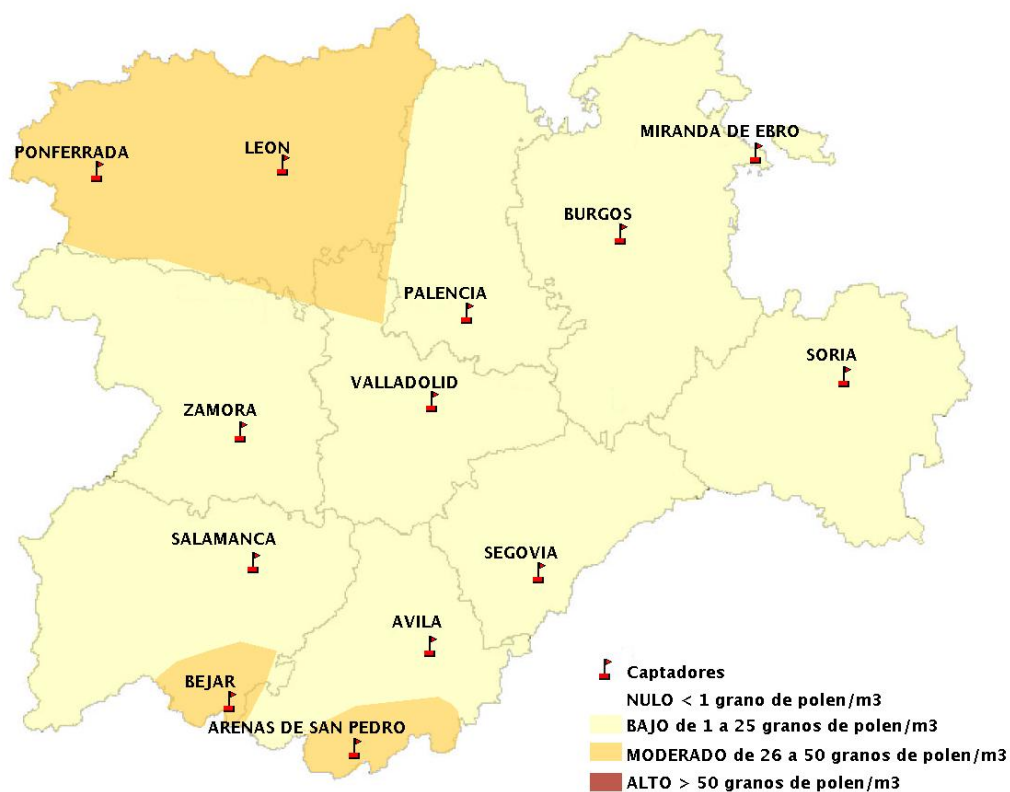 MIRANDA DE EBRO
PONFERRADA
LEON
BURGOS
PALENCIA
SORIA
VALLADOLID
ZAMORA
SALAMANCA
SEGOVIA
AVILA
BEJAR
ARENAS DE SAN PEDRO
Captadores
NULO < 1 grano de polen/m3
BAJO de 1 a 25 granos de polen/m3
MODERADO de 26 a 50 granos de polen/m3
ALTO > 50 granos de polen/m3